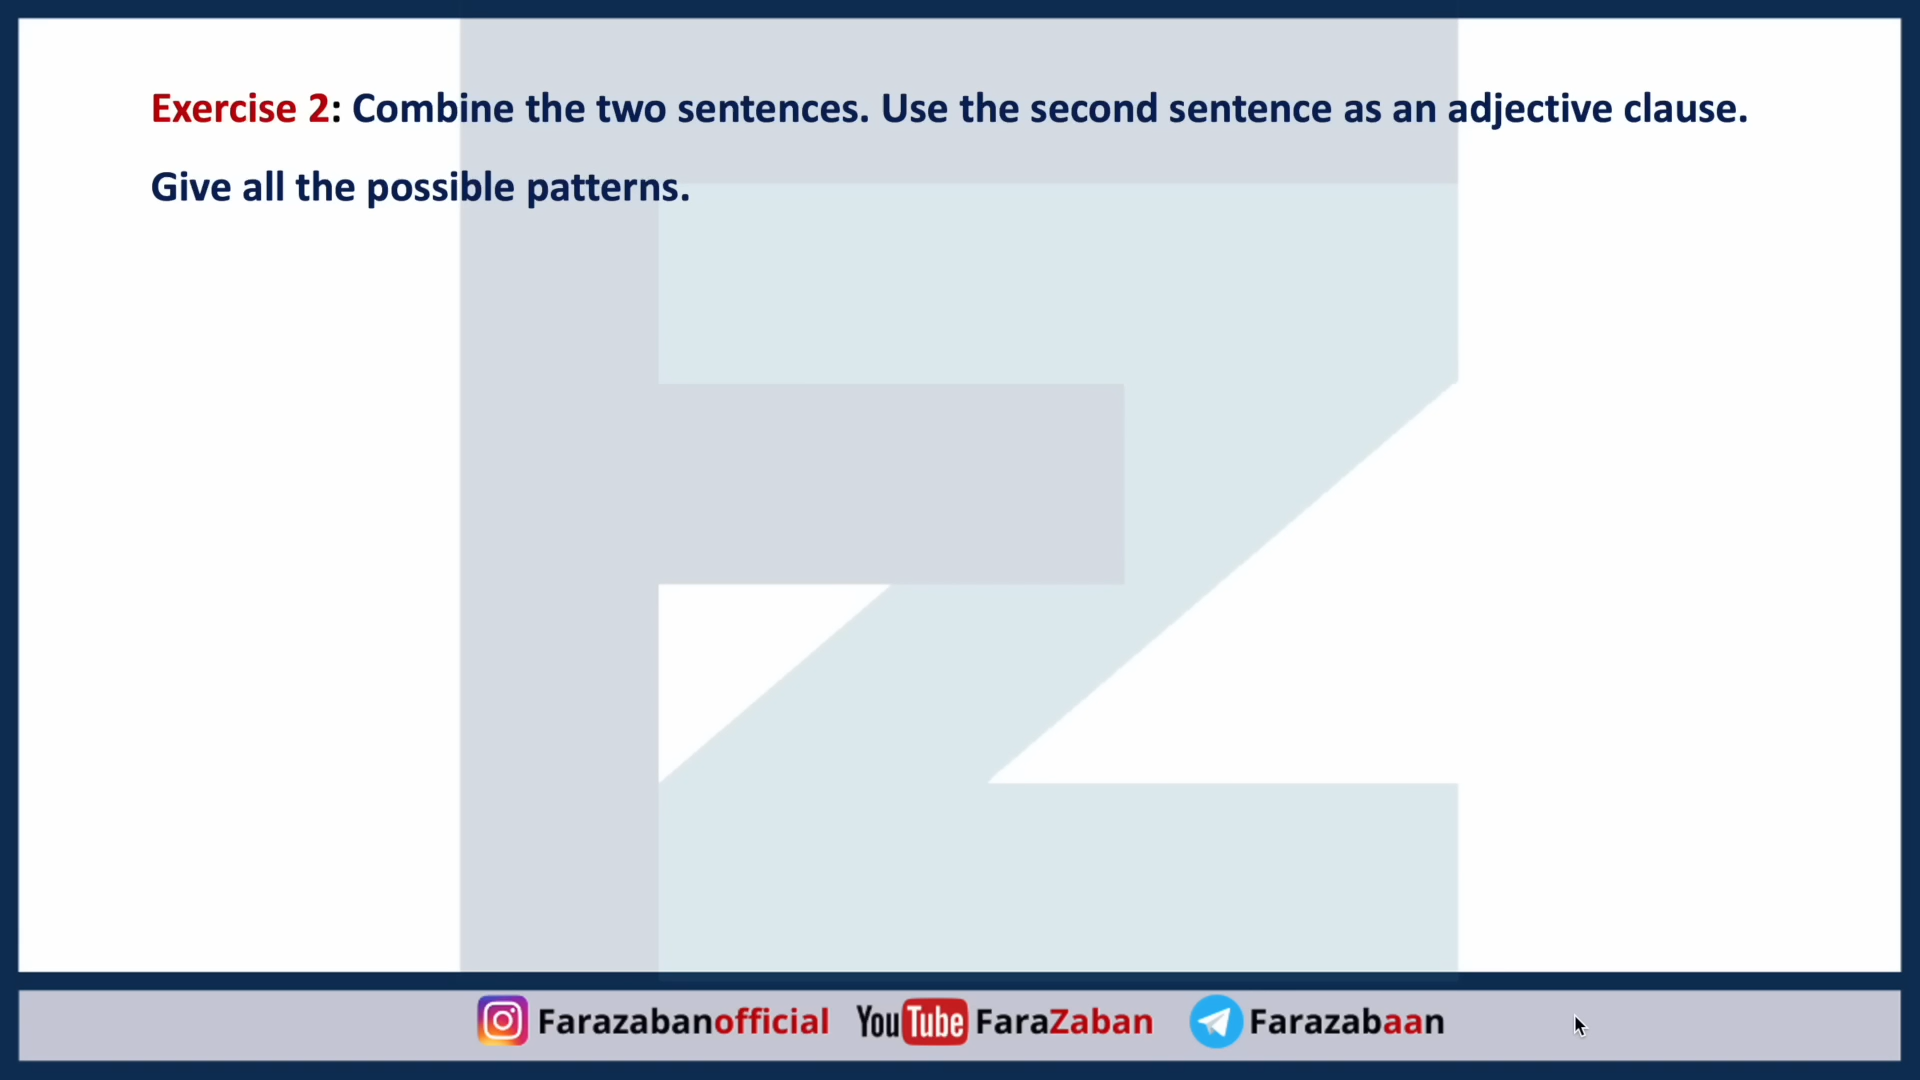 Exercise 2: Combine the two sentences. Use the second sentence as an adjective clause.
Give all the possible patterns.
Farazabanofficial YouTube FaraZaban Farazabaan